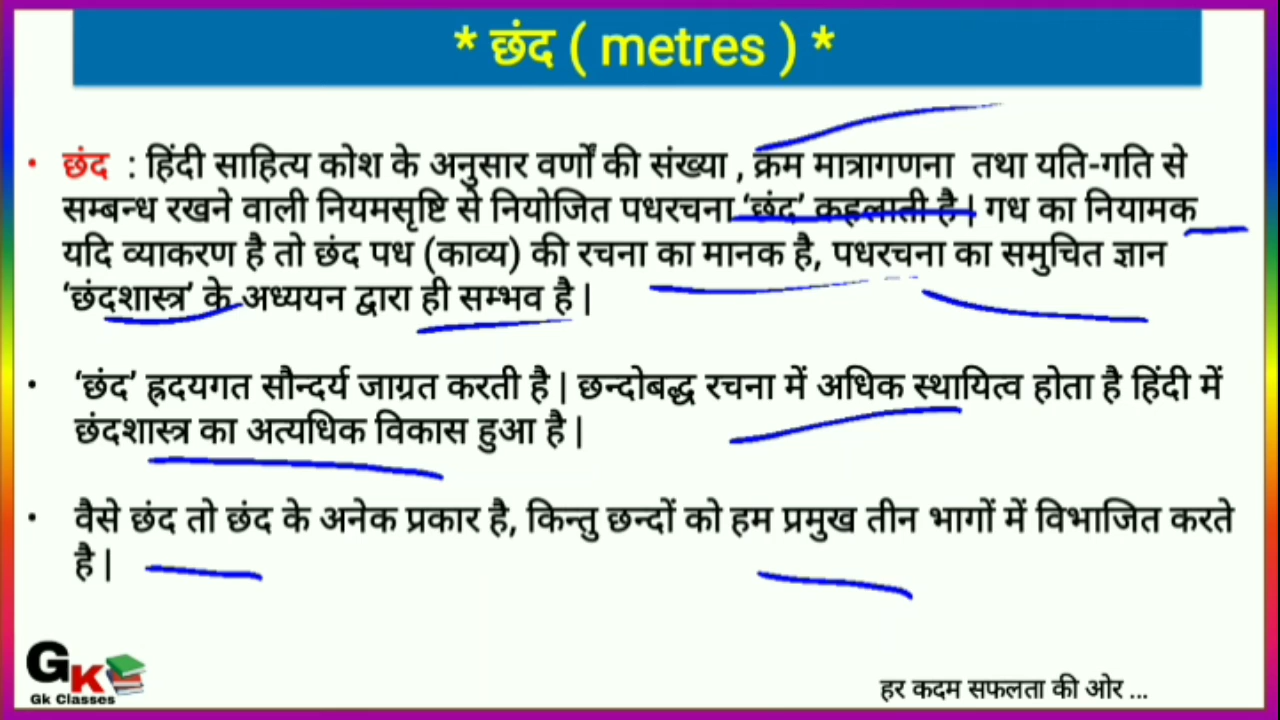 * छंद ( metres ) *
• छंद : हिंदी साहित्य कोश के अनुसार वर्णों की संख्या , क्रम मात्रागणना तथा यति-गति से
सम्बन्ध रखने वाली नियमसृष्टि से नियोजित पधरचना ‘छंद’ कहलाती है | गध का नियामक
यदि व्याकरण है तो छंद पध (काव्य) की रचना का मानक है, पधरचना का समुचित ज्ञान
‘छंदशास्त्र’ के अध्ययन द्वारा ही सम्भव है |
• ‘छंद’ ह्रदयगत सौन्दर्य जाग्रत करती है | छन्दोबद्ध रचना में अधिक स्थायित्व होता है हिंदी में
छंदशास्त्र का अत्यधिक विकास हुआ है |
• वैसे छंद तो छंद के अनेक प्रकार है, किन्तु छन्दों को हम प्रमुख तीन भागों में विभाजित करते
है |
GK
Gk Classes
हर कदम सफलता की ओर ...